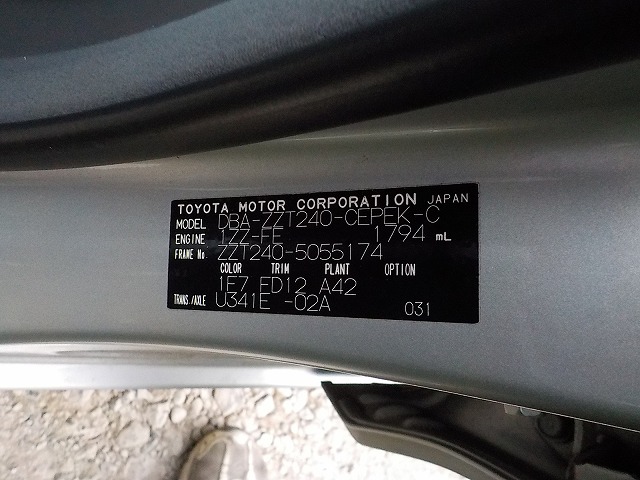 TOYOTA MOTOR CORPORATION JAPAN
MODEL DBA-ZZT240-CEPEK-C
ENGINE 1ZZ-FE 1794 mL
FRAME No. ZZT240-5055174
COLOR TRIM PLANT OPTION
1E7 FD12 A42
TRANS./AXLE U341E -02A
031